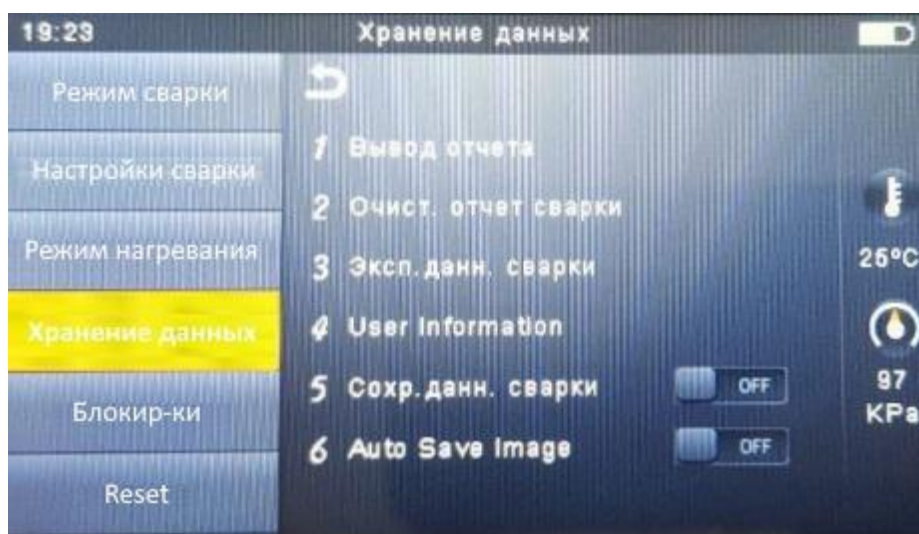 19:23 Хранение данных
Режим сварки
Настройки сварки
Режим нагревания
Хранение данных
Блокир-ки
Reset
1 Вывод отчета
2 Очист. отчет сварки
3 Эксп.данн. сварки
4 User Information
5 Сохр.данн. сварки OFF
6 Auto Save Image OFF
25°C
97
KPa